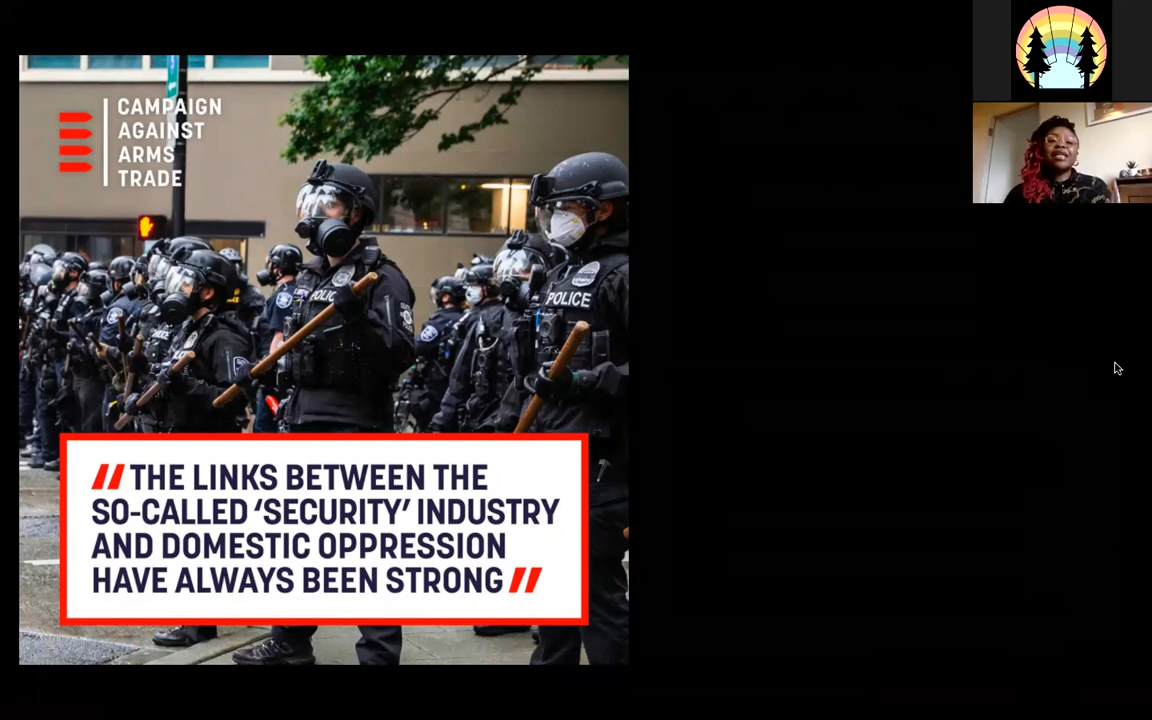 CAMPAIGN
AGAINST
ARMS
TRADE
POLICE
POLICE
"THE LINKS BETWEEN THE
SO-CALLED ‘SECURITY’ INDUSTRY
AND DOMESTIC OPPRESSION
HAVE ALWAYS BEEN STRONG"